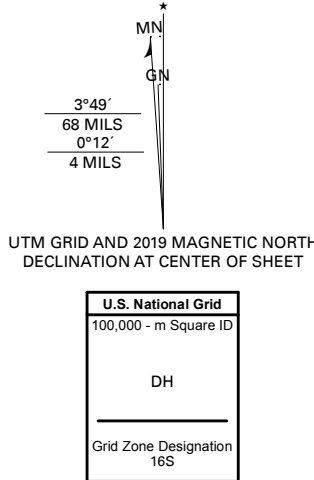 MN
GN
3°49´
68 MILS
0°12´
4 MILS
UTM GRID AND 2019 MAGNETIC NORTH
DECLINATION AT CENTER OF SHEET
U.S. National Grid
100,000 - m Square ID
DH
Grid Zone Designation
16S